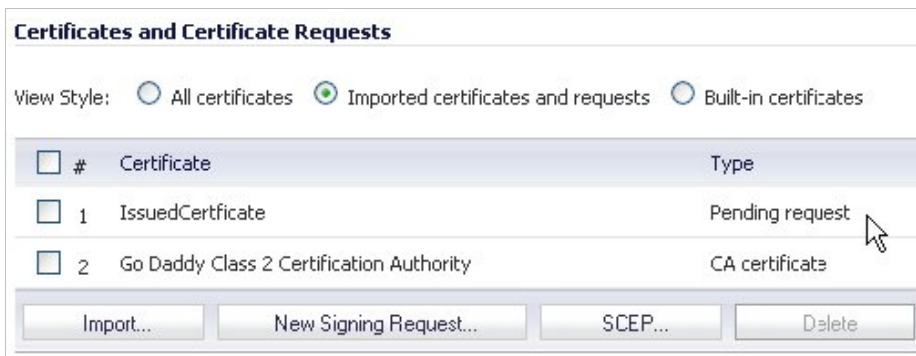 Certificates and Certificate Requests
View Style: All certificates Imported certificates and requests Built-in certificates
# Certificate Type
1 IssuedCertficate Pending request
2 Go Daddy Class 2 Certification Authority CA certificate
Import... New Signing Request... SCEP... Delete